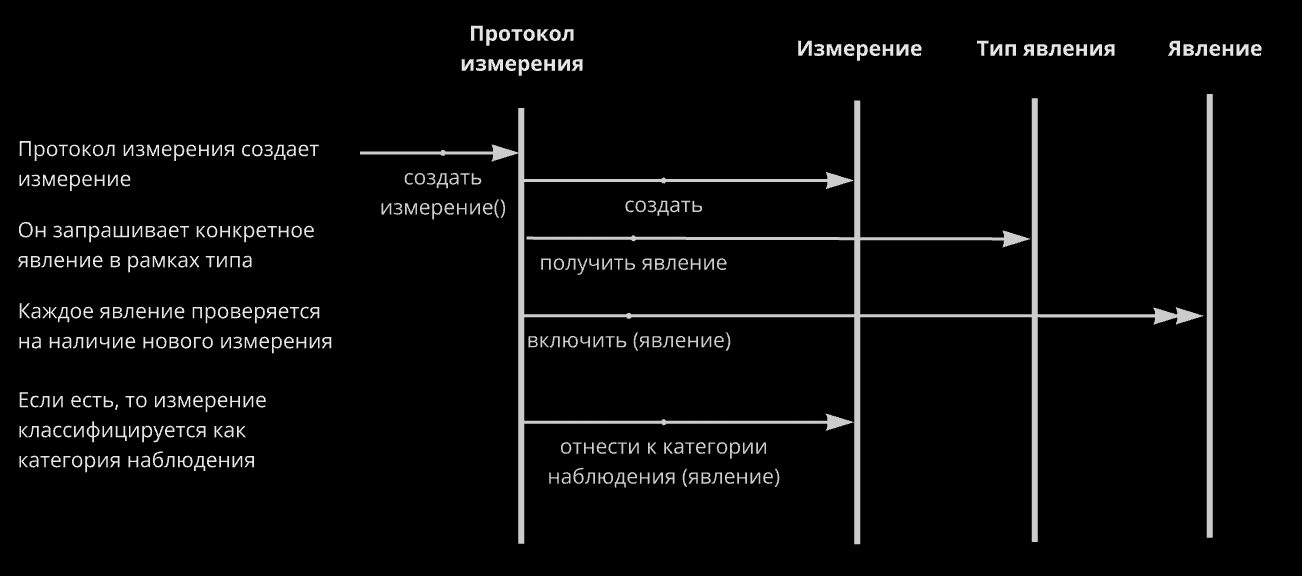 Протокол
измерения
Измерение
Тип явления
Явление
Протокол измерения создает
измерение
создать
измерение()
создать
Он запрашивает конкретное
явление в рамках типа
получить явление
Каждое явление проверяется
на наличие нового измерения
включить (явление)
Если есть, то измерение
классифицируется как
категория наблюдения
отнести к категории
наблюдения (явление)